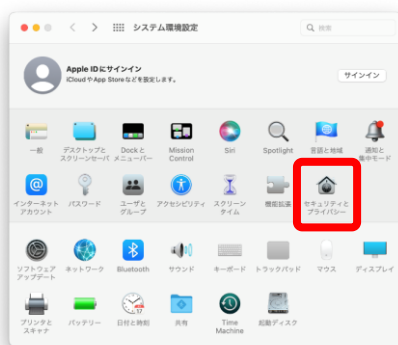 システム環境設定
検索
Apple IDにサインイン
iCloudやApp Storeなどを設定します。
サインイン
一般
デスクトップと
スクリーンセーバ
Dockと
メニューバー
Mission
Control
Siri
Spotlight
言語と地域
通知と
集中モード
インターネット
アカウント
パスワード
ユーザと
グループ
アクセシビリティ
スクリーン
タイム
機能拡張
セキュリティと
プライバシー
ソフトウェア
アップデート
ネットワーク
Bluetooth
サウンド
キーボード
トラックパッド
マウス
ディスプレイ
プリンタと
スキャナ
バッテリー
日付と時刻
共有
Time
Machine
起動ディスク